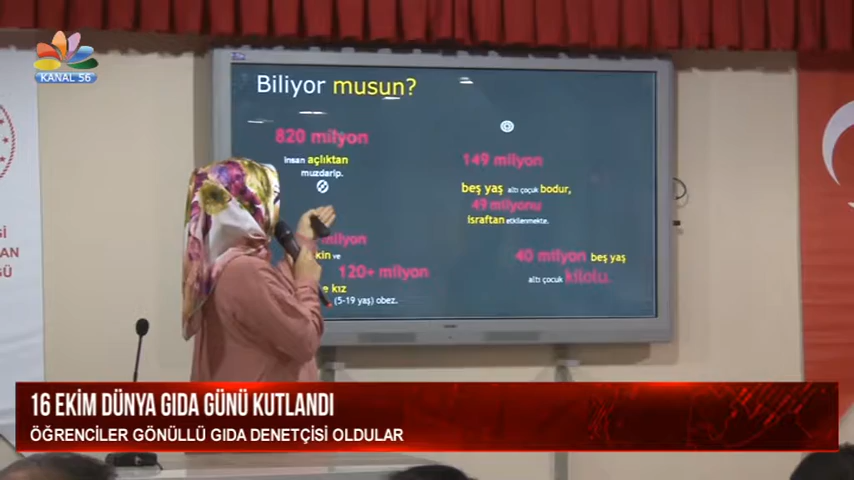 KANAL 56
Biliyor musun?
820 milyon
insan açlıktan
muzdarip.
149 milyon
beş yaş altı çocuk bodur,
49 milyonu
israftan etkilenmekte.
milyon
kin ve
120+ milyon
e kız
(5-19 yaş) obez.
40 milyon beş yaş
altı çocuk kilolu.
16 EKİM DÜNYA GIDA GÜNÜ KUTLANDI
ÖĞRENCİLER GÖNÜLLÜ GIDA DENETÇİSİ OLDULAR